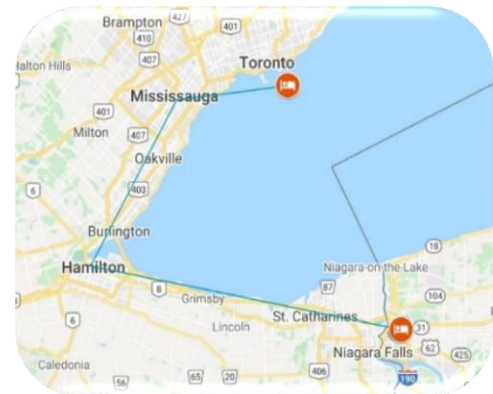 Brampton
427
401
410
407
Halton Hills
Toronto
401
Mississauga
401
Milton
407
Oakville
6
403
Burlington
18
Hamilton
Niagara-on-the-Lake
8
87
Grimsby
104
6
St. Catharines
31
Lincoln
62
Niagara Falls
425
Caledonia
406
56
65
20
190